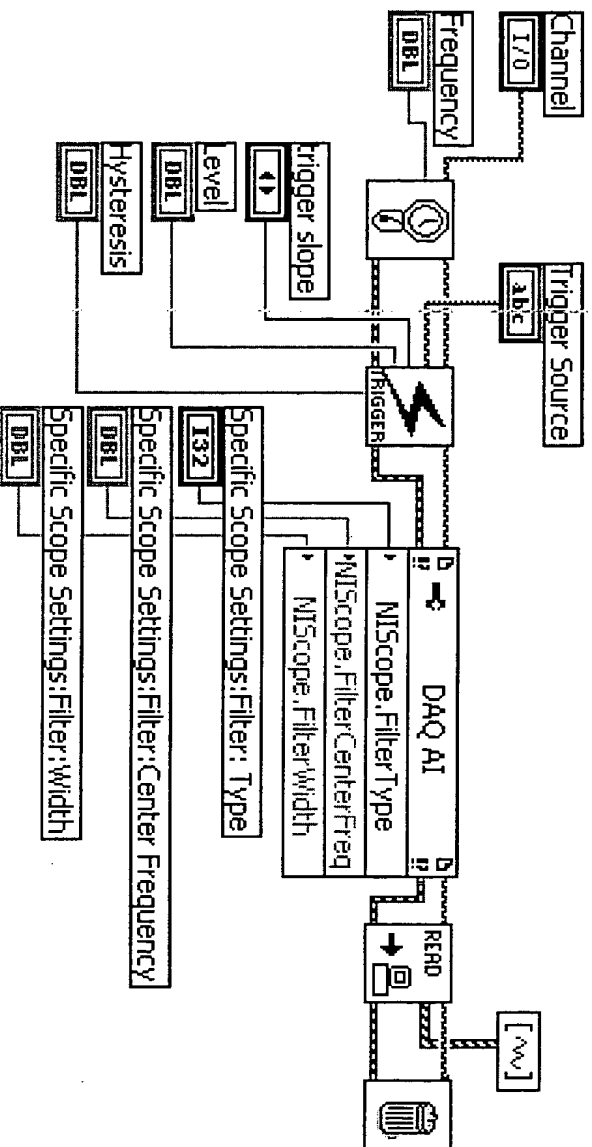 Channel
I/O
Frequency
DBL
Trigger Source
abc
trigger slope
Level
DBL
Hysteresis
DBL
TRIGGER
DAQ AI
NIScope.FilterType
NIScope.FilterCenterFreq
NIScope.FilterWidth
READ
Specific Scope Settings:Filter: Type
I32
Specific Scope Settings:Filter:Center Frequency
DBL
Specific Scope Settings:Filter:Width
DBL